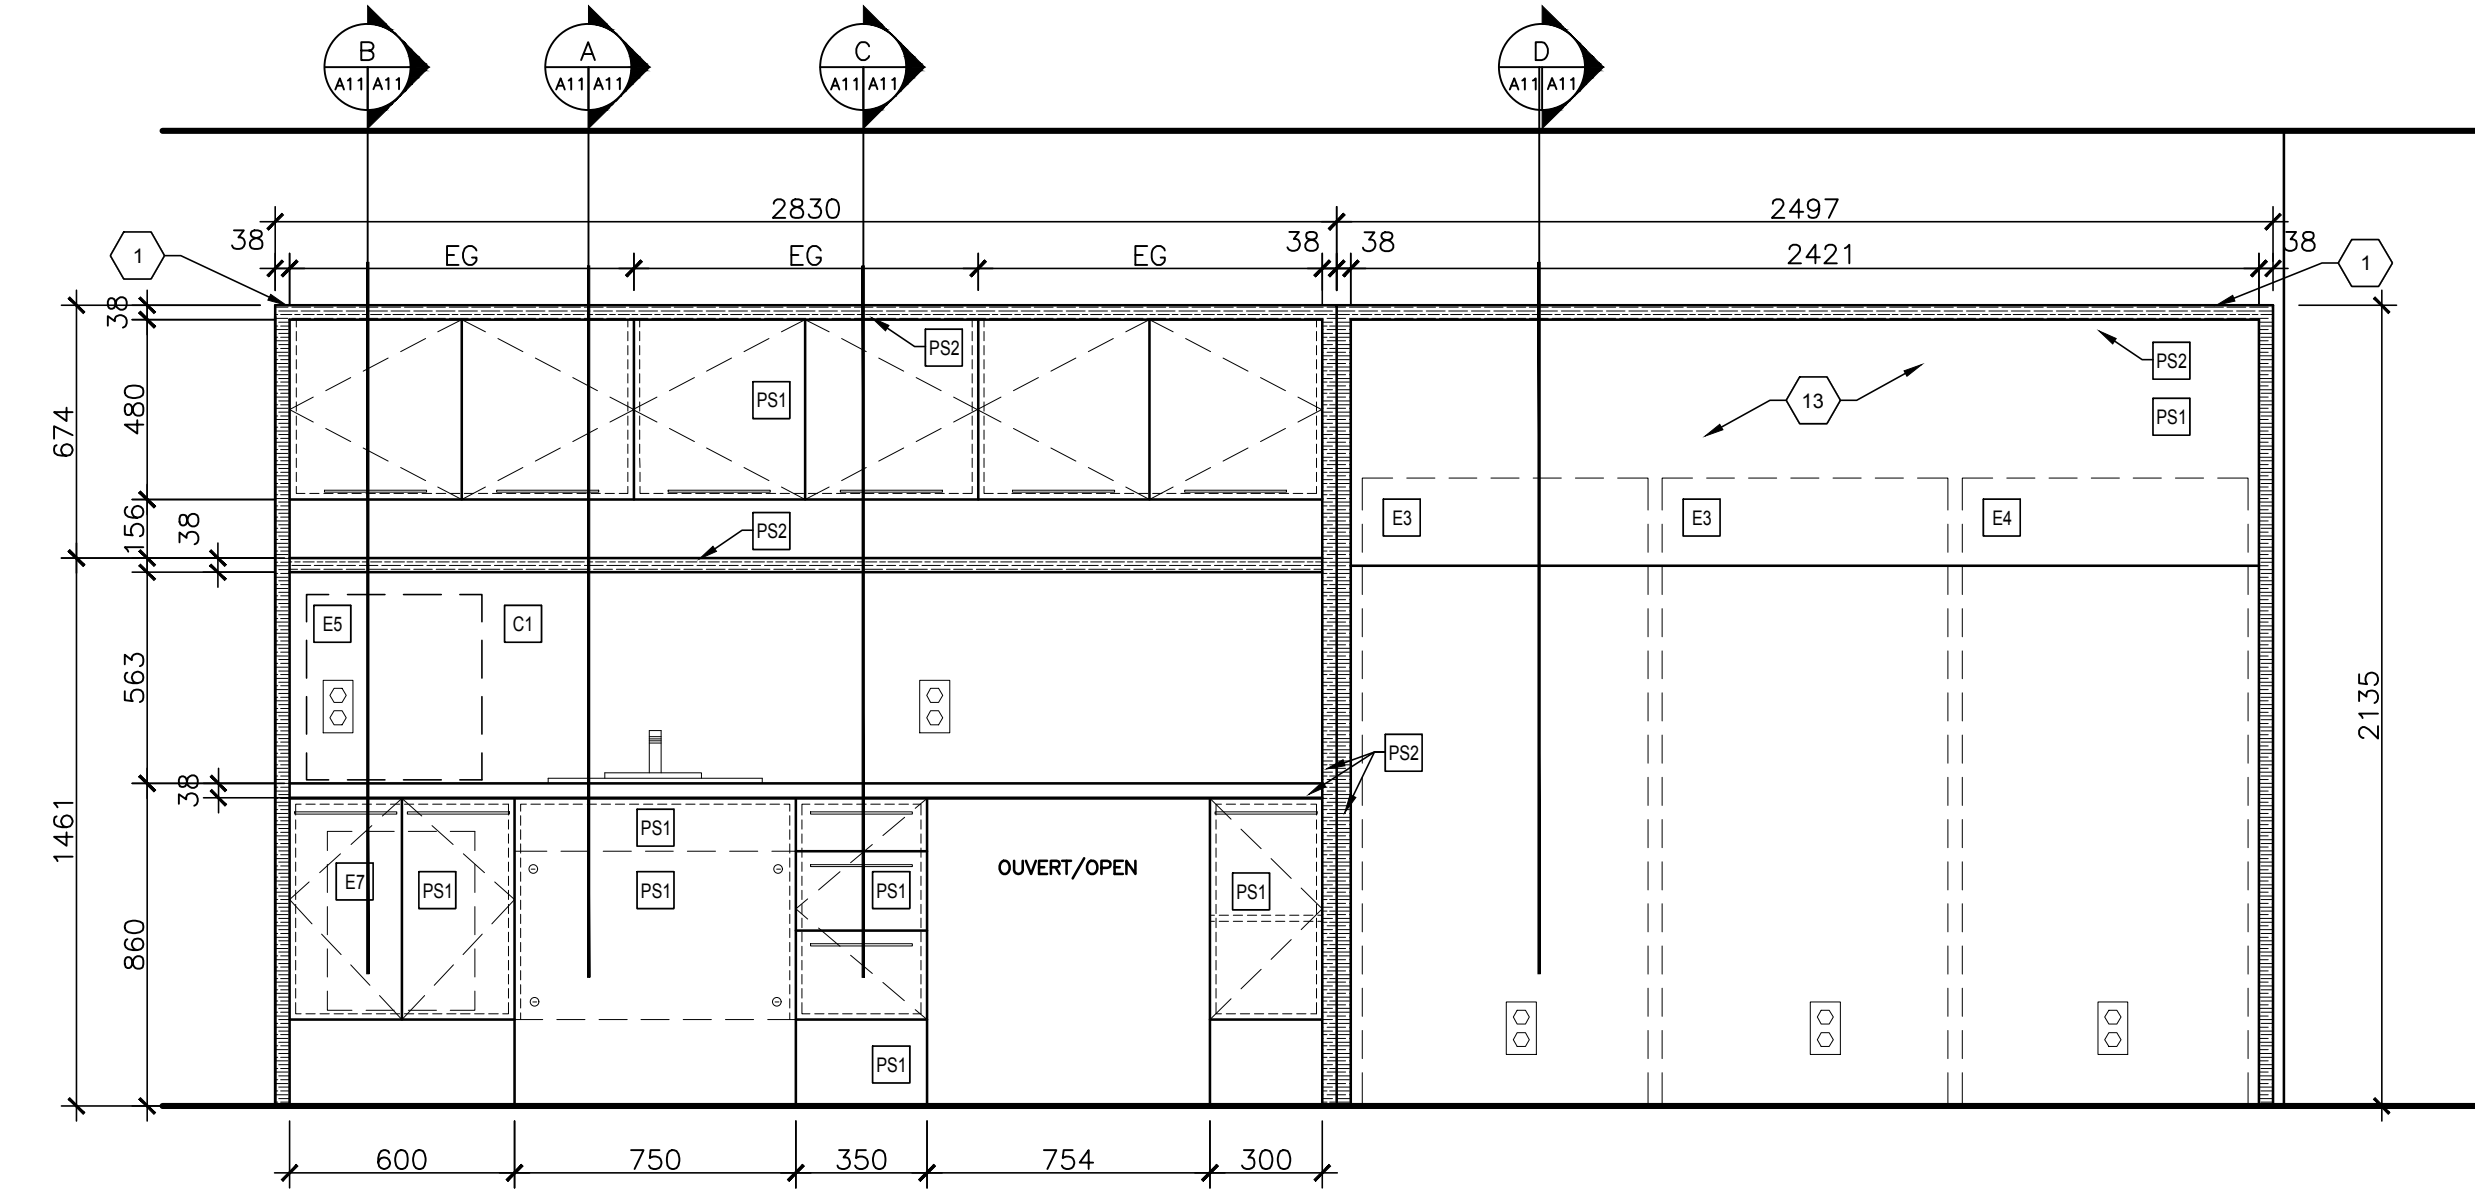 B
A11 A11
A
A11 A11
C
A11 A11
D
A11 A11
2830
2497
38
EG
EG
EG
38
38
2421
38
1
1
38
674
480
156
38
563
38
1461
860
2135
PS2
PS1
PS2
13
PS2
PS1
E3
E3
E4
E5
C1
PS2
PS1
E7
PS1
PS1
PS1
PS1
PS1
OUVERT/OPEN
600
750
350
754
300